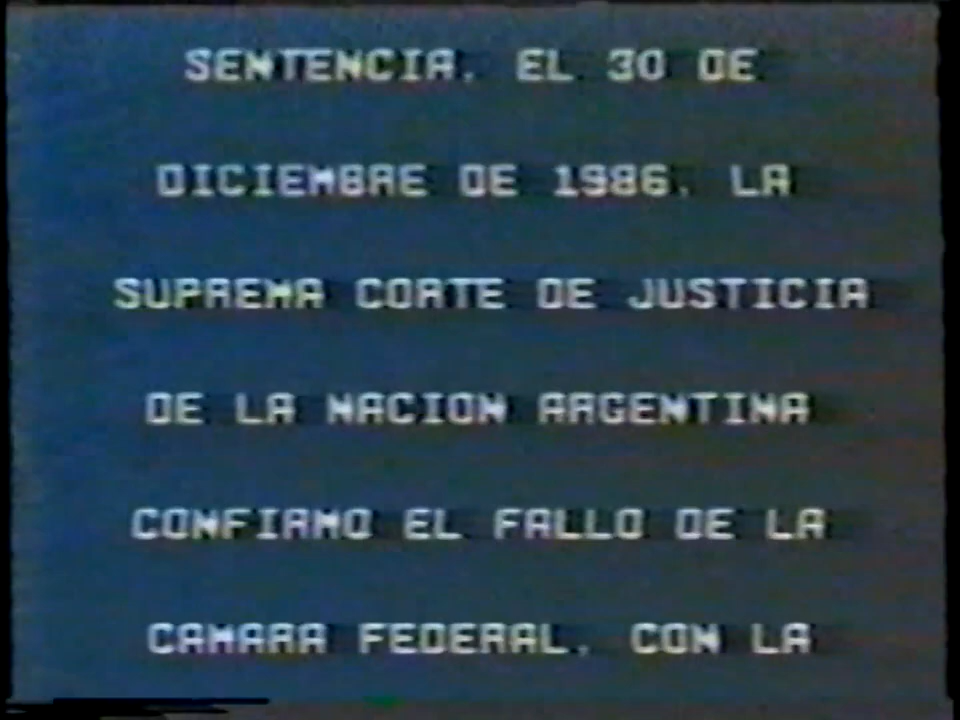 SENTENCIA. EL 30 DE
DICIEMBRE DE 1986. LA
SUPREMA CORTE DE JUSTICIA
DE LA NACION ARGENTINA
CONFIRMO EL FALLO DE LA
CAMARA FEDERAL. CON LA